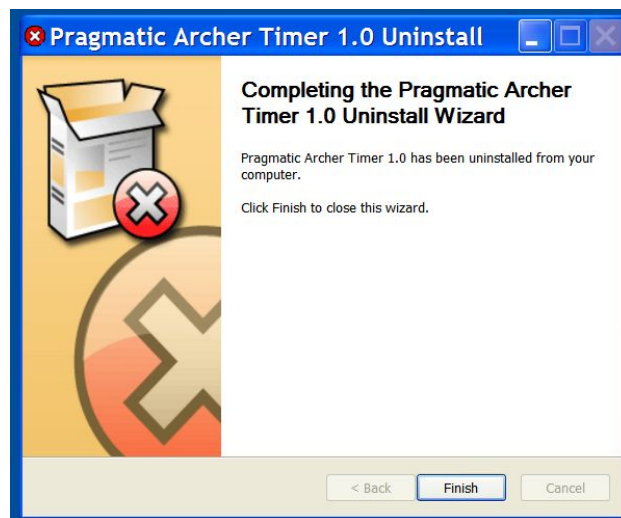 Pragmatic Archer Timer 1.0 Uninstall
Completing the Pragmatic Archer
Timer 1.0 Uninstall Wizard
Pragmatic Archer Timer 1.0 has been uninstalled from your
computer.
Click Finish to close this wizard.
< Back
Finish
Cancel